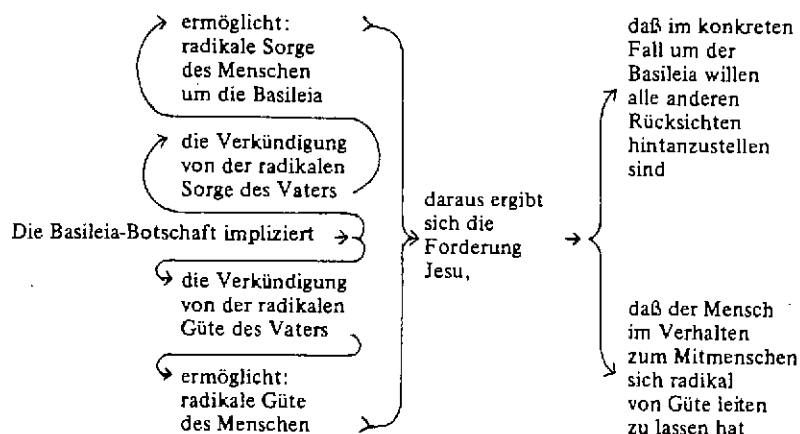 ermöglicht:
radikale Sorge
des Menschen
um die Basileia
die Verkündigung
von der radikalen
Sorge des Vaters
Die Basileia-Botschaft impliziert
die Verkündigung
von der radikalen
Güte des Vaters
ermöglicht:
radikale Güte
des Menschen
daraus ergibt
sich die
Forderung
Jesu,
daß im konkreten
Fall um der
Basileia willen
alle anderen
Rücksichten
hintanzustellen
sind
daß der Mensch
im Verhalten
zum Mitmenschen
sich radikal
von Güte leiten
zu lassen hat